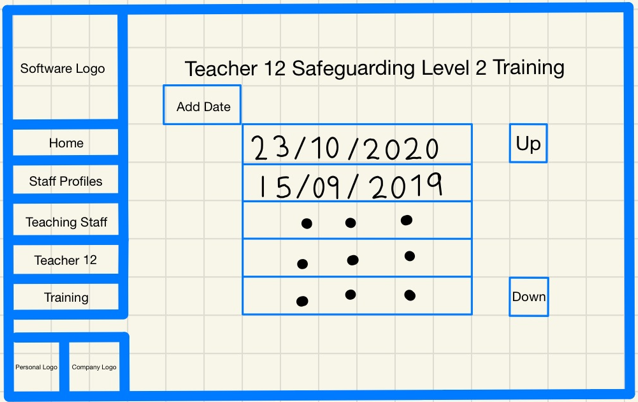 Software Logo
Teacher 12 Safeguarding Level 2 Training
Add Date
Home
23/10/2020
Up
Staff Profiles
15/09/2019
Teaching Staff
Teacher 12
Training
Down
Personal Logo
Company Logo